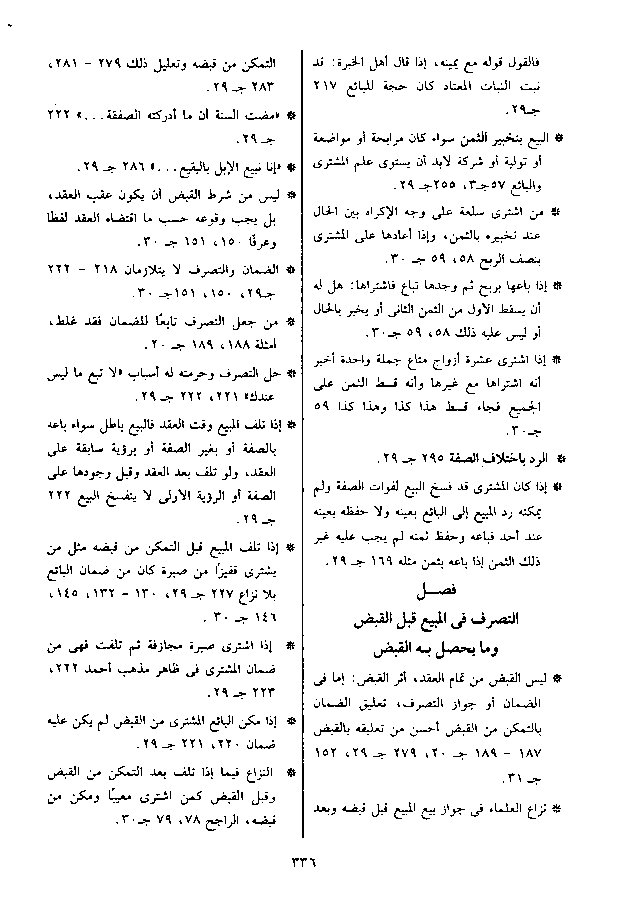 فالقول قوله مع يمينه، إذا قال أهل الخبرة: قد
نبت النبات المعتاد كان حجة للبائع ٢١٧
جـ٢٩.
* البيع بتخيير الثمن سواء كان مرابحة أو مواضعة
أو تولية أو شركة لابد أن يستوى علم المشترى
والبائع ٥٧جـ٣، ٢٥٥جـ ٢٩.
* من اشترى سلعة على وجه الإكراه بين الحال
عند تخييره بالثمن، وإذا أعادها على المشترى
بنصف الربح ٥٨، ٥٩ جـ ٣٠.
* إذا باعها بربح ثم وجدها تباع فاشتراها: هل له
أن يسقط الأول من الثمن الثانى أو يخبر بالحال
أو ليس عليه ذلك ٥٨، ٥٩ جـ٣٠.
* إذا اشترى عشرة أزواج متاع جملة واحدة أخبر
أنه اشتراها مع غيرها وأنه قسط الثمن على
الجميع فجاء قسط هذا كذا وهذا كذا ٥٩
جـ٣٠.
* الرد باختلاف الصفة ٢٩٥ جـ ٢٩.
* إذا كان المشترى قد فسخ البيع لفوات الصفة ولم
يمكنه رد المبيع إلى البائع بعينه ولا حفظه بعينه
عند أحد فباعه وحفظ ثمنه لم يجب عليه غير
ذلك الثمن إذا باعه بثمن مثله ١٦٩ جـ ٢٩.
فصــل
التصرف فى المبيع قبل القبض
وما يحصل به القبض
* ليس القبض من تمام العقد، أثر القبض: إما فى
الضمان أو جواز التصرف، تعليق الضمان
بالتمكن من القبض أحسن من تعليقه بالقبض
١٨٧ – ١٨٩ جـ ٢٠، ٢٧٩ جـ ٢٩، ١٥٢
جـ ٣١.
* نزاع العلماء فى جواز بيع المبيع قبل قبضه وبعد
التمكن من قبضه وتعليل ذلك ٢٧٩ – ٢٨١،
٢٨٣ جـ ٢٩.
* «مضت السنة أن ما أدركته الصفقة...» ٢٢٢
جـ ٢٩.
* «إنا نبيع الإبل بالبقيع...» ٢٨٦ جـ ٢٩.
* ليس من شرط القبض أن يكون عقب العقد،
بل يجب وقوعه حسب ما اقتضاه العقد لفظا
وعرفًا ١٥٠، ١٥١ جـ ٣٠.
* الضمان والتصرف لا يتلازمان ٢١٨ – ٢٢٢
جـ٢٩، ١٥٠، ١٥١جـ ٣٠.
* من جعل التصرف تابعًا للضمان فقد غلط،
أمثلة ١٨٨، ١٨٩ جـ ٢٠.
* حل التصرف وحرمته له أسباب «لا تبع ما ليس
عندك» ٢٢١، ٢٢٢ جـ ٢٩.
* إذا تلف المبيع وقت العقد فالبيع باطل سواء باعه
بالصفة أو بغير الصفة أو برؤية سابقة على
العقد، ولو تلف بعد العقد وقبل وجودها على
الصفة أو الرؤية الأولى لا ينفسخ البيع ٢٢٢
جـ ٢٩.
* إذا تلف المبيع قبل التمكن من قبضه مثل من
يشترى قفيزًا من صبرة كان من ضمان البائع
بلا نزاع ٢٢٧ جـ ٢٩، ١٣٠ – ١٣٢، ١٤٥،
١٤٦ جـ ٣٠.
* إذا اشترى صبرة مجازفة ثم تلفت فهى من
ضمان المشترى فى ظاهر مذهب أحمد ٢٢٢،
٢٢٣ جـ ٢٩.
* إذا مكن البائع المشترى من القبض لم يكن عليه
ضمان ٢٢٠، ٢٢١ جـ ٢٩.
* النزاع فيما إذا تلف بعد التمكن من القبض
وقبل القبض كمن اشترى معيبًا ومكن من
قبضه، الراجح ٧٨، ٧٩ جـ٣٠.
٣٣٦